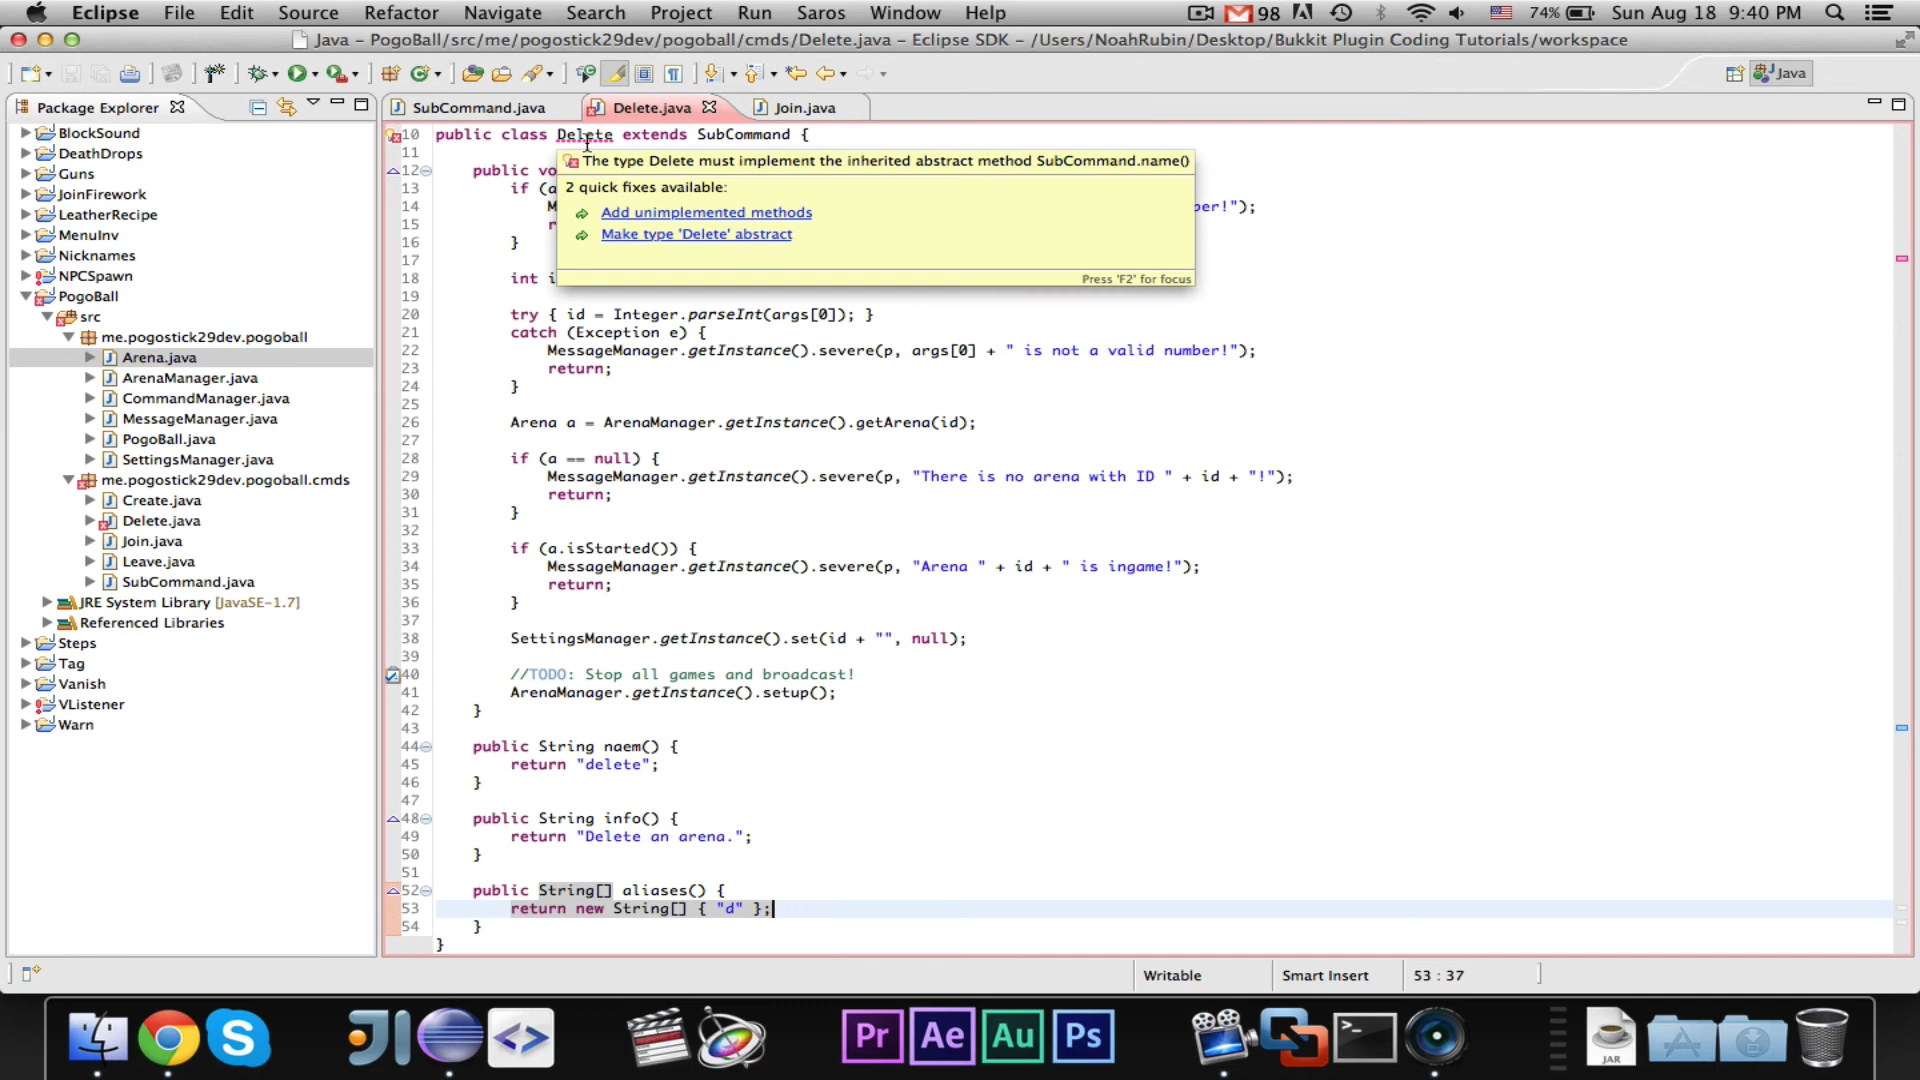 Eclipse File Edit Source Refactor Navigate Search Project Run Saros Window Help 98 74% Sun Aug 18 9:40 PM
Java – PogoBall/src/me/pogostick29dev/pogoball/cmds/Delete.java – Eclipse SDK – /Users/NoahRubin/Desktop/Bukkit Plugin Coding Tutorials/workspace
Java
Package Explorer
SubCommand.java Delete.java Join.java
BlockSound
DeathDrops
Guns
JoinFirework
LeatherRecipe
MenuInv
Nicknames
NPCSpawn
PogoBall
src
me.pogostick29dev.pogoball
Arena.java
ArenaManager.java
CommandManager.java
MessageManager.java
PogoBall.java
SettingsManager.java
me.pogostick29dev.pogoball.cmds
Create.java
Delete.java
Join.java
Leave.java
SubCommand.java
JRE System Library [JavaSE-1.7]
Referenced Libraries
Steps
Tag
Vanish
VListener
Warn
10 public class Delete extends SubCommand {
11
12 public vo
13 if (a
14 M ber!");
15 r
16 }
17
18 int i
19
20 try { id = Integer.parseInt(args[0]); }
21 catch (Exception e) {
22 MessageManager.getInstance().severe(p, args[0] + " is not a valid number!");
23 return;
24 }
25
26 Arena a = ArenaManager.getInstance().getArena(id);
27
28 if (a == null) {
29 MessageManager.getInstance().severe(p, "There is no arena with ID " + id + "!");
30 return;
31 }
32
33 if (a.isStarted()) {
34 MessageManager.getInstance().severe(p, "Arena " + id + " is ingame!");
35 return;
36 }
37
38 SettingsManager.getInstance().set(id + "", null);
39
40 //TODO: Stop all games and broadcast!
41 ArenaManager.getInstance().setup();
42 }
43
44 public String naem() {
45 return "delete";
46 }
47
48 public String info() {
49 return "Delete an arena.";
50 }
51
52 public String[] aliases() {
53 return new String[] { "d" };
54 }
}
The type Delete must implement the inherited abstract method SubCommand.name()
2 quick fixes available:
Add unimplemented methods
Make type 'Delete' abstract
Press 'F2' for focus
Writable Smart Insert 53 : 37
Pr Ae Au Ps JAR